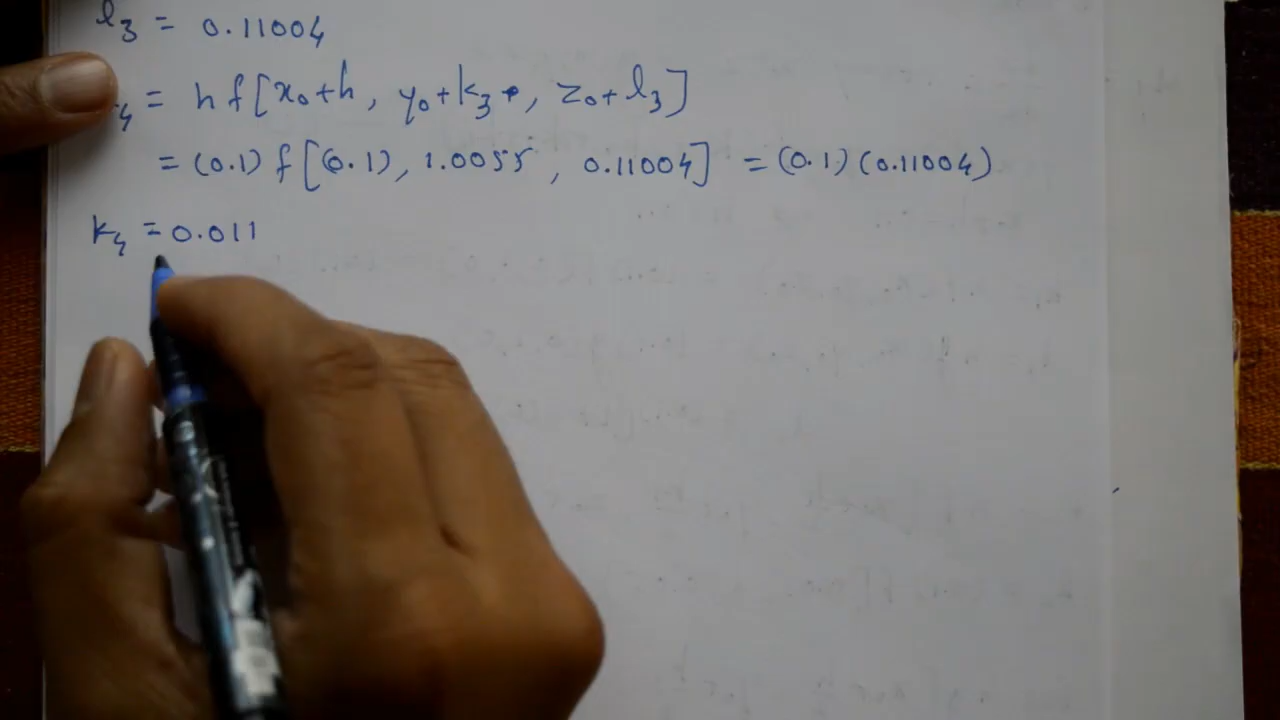 l₃ = 0.11004
₄ = h f [x₀+h, y₀+k₃, z₀+l₃]
= (0.1) f [(0.1), 1.0055, 0.11004] = (0.1) (0.11004)
k₄ = 0.011